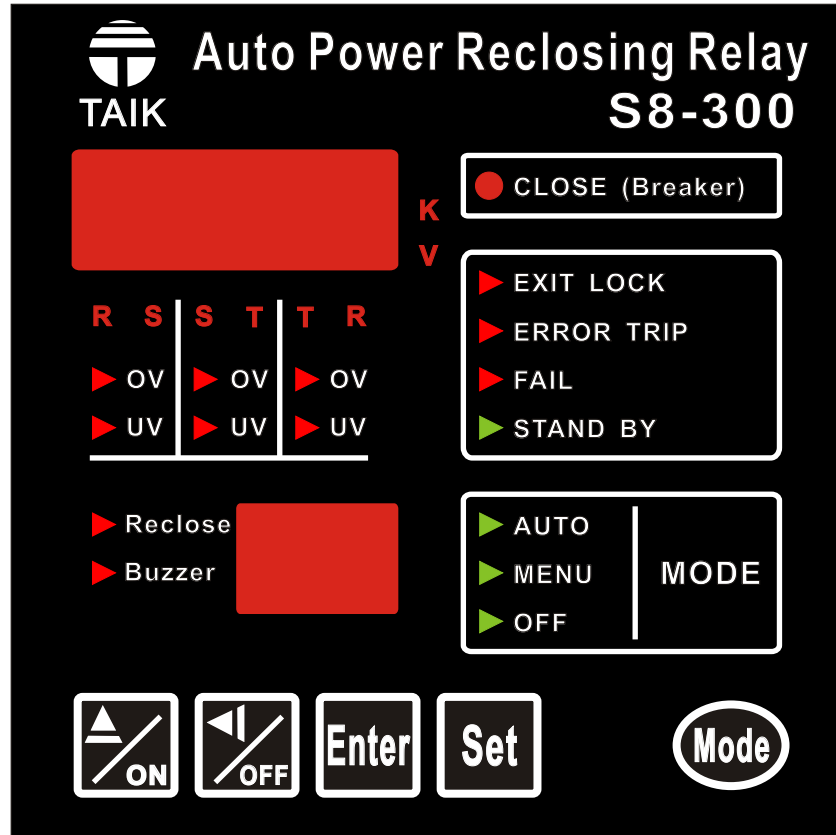 Auto Power Reclosing Relay
TAIK
S8-300
CLOSE (Breaker)
K
V
EXIT LOCK
ERROR TRIP
FAIL
STAND BY
R S S T T R
OV OV OV
UV UV UV
Reclose
Buzzer
AUTO
MENU
OFF
MODE
ON
OFF
Enter
Set
Mode